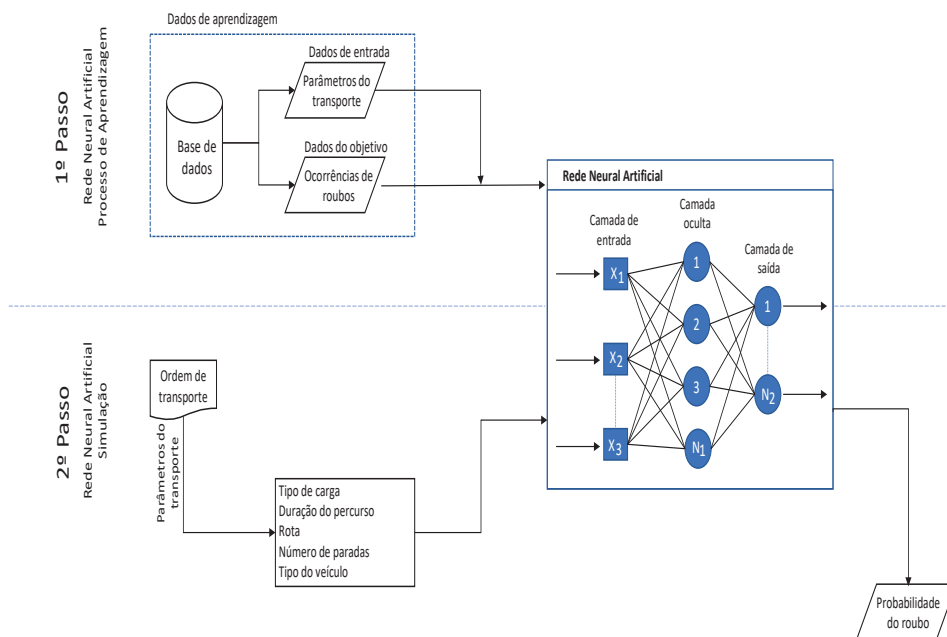 1º Passo
Rede Neural Artificial
Processo de Aprendizagem
Dados de aprendizagem
Base de
dados
Dados de entrada
Parâmetros do
transporte
Dados do objetivo
Ocorrências de
roubos
Rede Neural Artificial
Camada de
entrada
Camada
oculta
Camada de
saída
X1
X2
X3
1
2
3
N1
1
N2
2º Passo
Rede Neural Artificial
Simulação
Ordem de
transporte
Parâmetros do
transporte
Tipo de carga
Duração do percurso
Rota
Número de paradas
Tipo do veículo
Probabilidade
do roubo